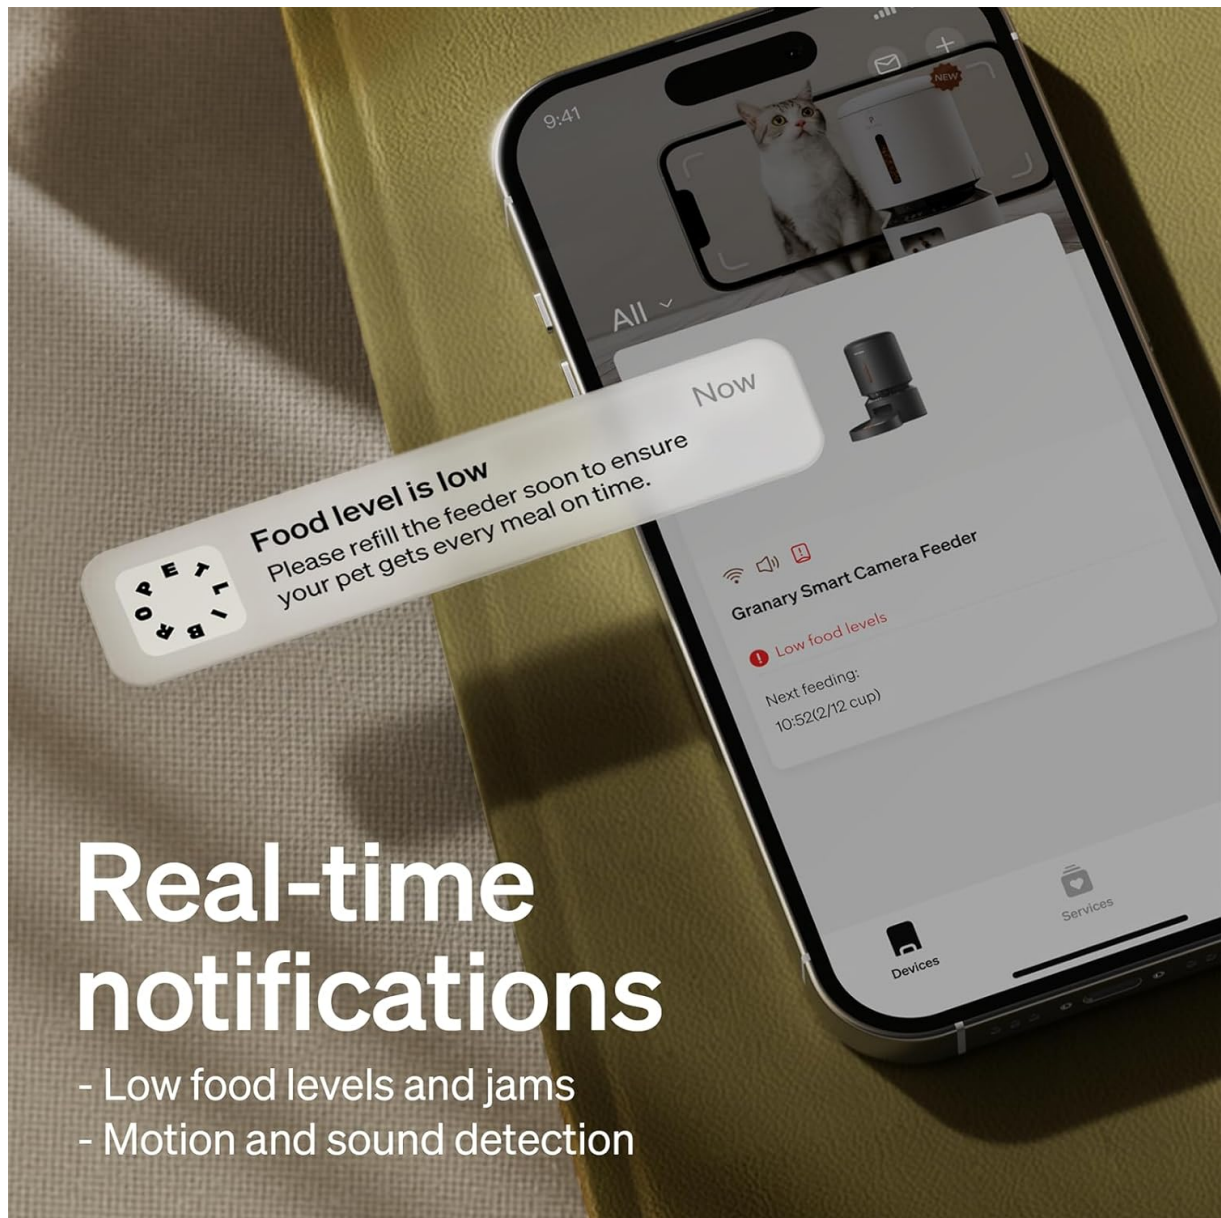 9:41
NEW
All
Now
Food level is low
Please refill the feeder soon to ensure
your pet gets every meal on time.
PETLIBRO
Granary Smart Camera Feeder
Low food levels
Next feeding:
10:52(2/12 cup)
Services
Devices
Real-time
notifications
- Low food levels and jams
- Motion and sound detection